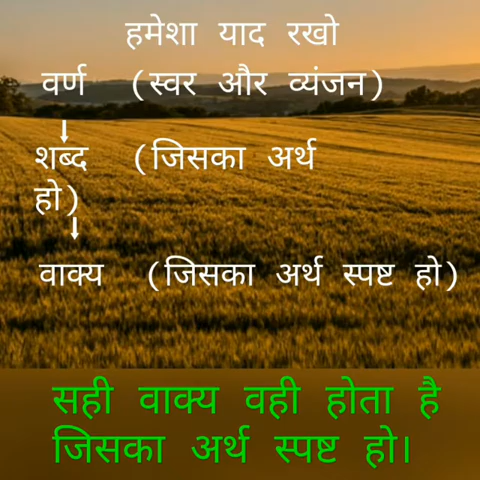 हमेशा याद रखो
वर्ण (स्वर और व्यंजन)
शब्द (जिसका अर्थ
हो)
वाक्य (जिसका अर्थ स्पष्ट हो)
सही वाक्य वही होता है
जिसका अर्थ स्पष्ट हो।